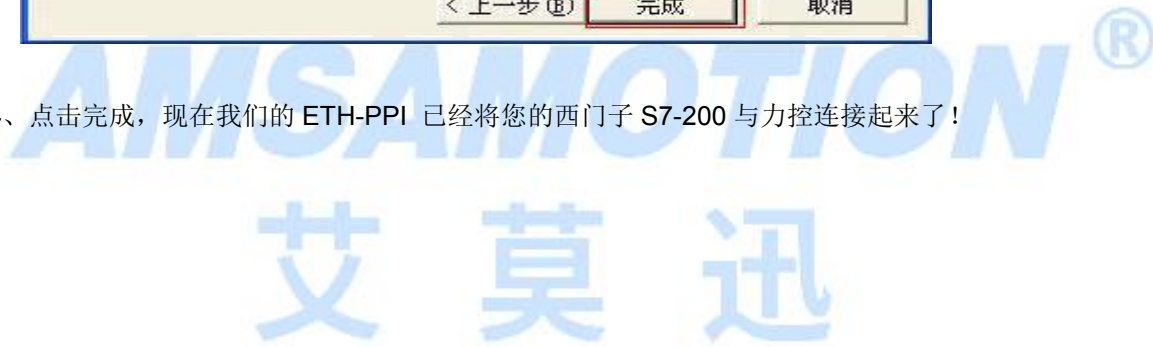 < 上一步(B) 完成 取消
AMSAMOTION®
、点击完成，现在我们的 ETH-PPI 已经将您的西门子 S7-200 与力控连接起来了！
艾莫迅